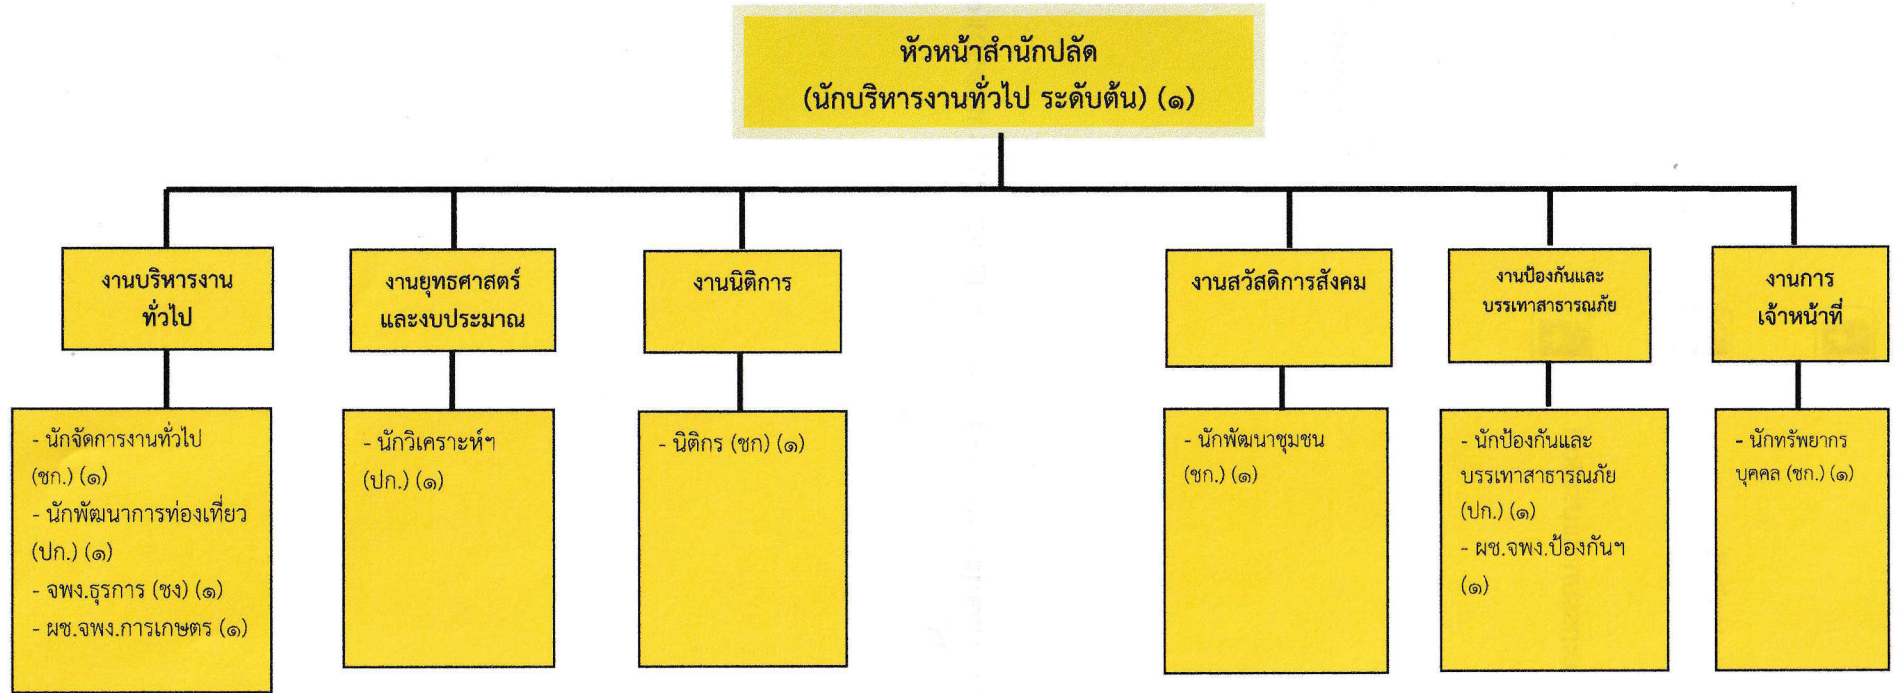 หัวหน้าสำนักปลัด
(นักบริหารงานทั่วไป ระดับต้น) (๑)
งานบริหารงาน
ทั่วไป
งานยุทธศาสตร์
และงบประมาณ
งานนิติการ
งานสวัสดิการสังคม
งานป้องกันและ
บรรเทาสาธารณภัย
งานการ
เจ้าหน้าที่
- นักจัดการงานทั่วไป
(ชก.) (๑)
- นักพัฒนาการท่องเที่ยว
(ปก.) (๑)
- จพง.ธุรการ (ชง) (๑)
- ผช.จพง.การเกษตร (๑)
- นักวิเคราะห์ฯ
(ปก.) (๑)
- นิติกร (ชก) (๑)
- นักพัฒนาชุมชน
(ชก.) (๑)
- นักป้องกันและ
บรรเทาสาธารณภัย
(ปก.) (๑)
- ผช.จพง.ป้องกันฯ
(๑)
- นักทรัพยากร
บุคคล (ชก.) (๑)